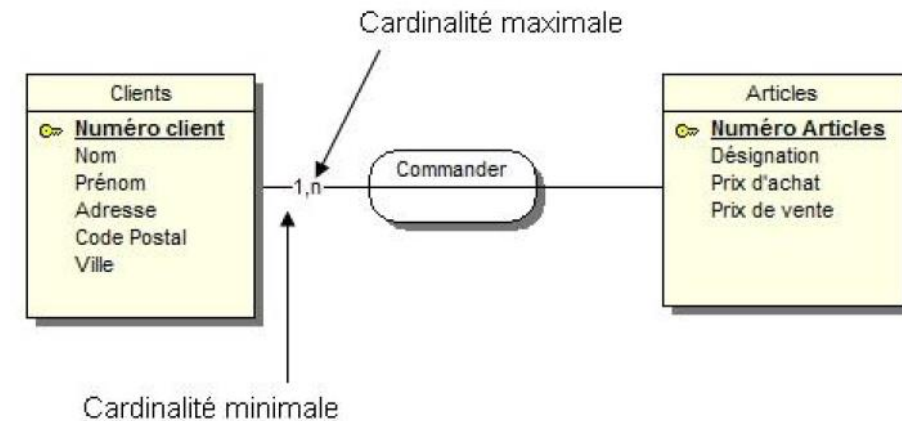 Cardinalité maximale
Clients
Numéro client
Nom
Prénom
Adresse
Code Postal
Ville
1,n
Commander
Articles
Numéro Articles
Désignation
Prix d'achat
Prix de vente
Cardinalité minimale